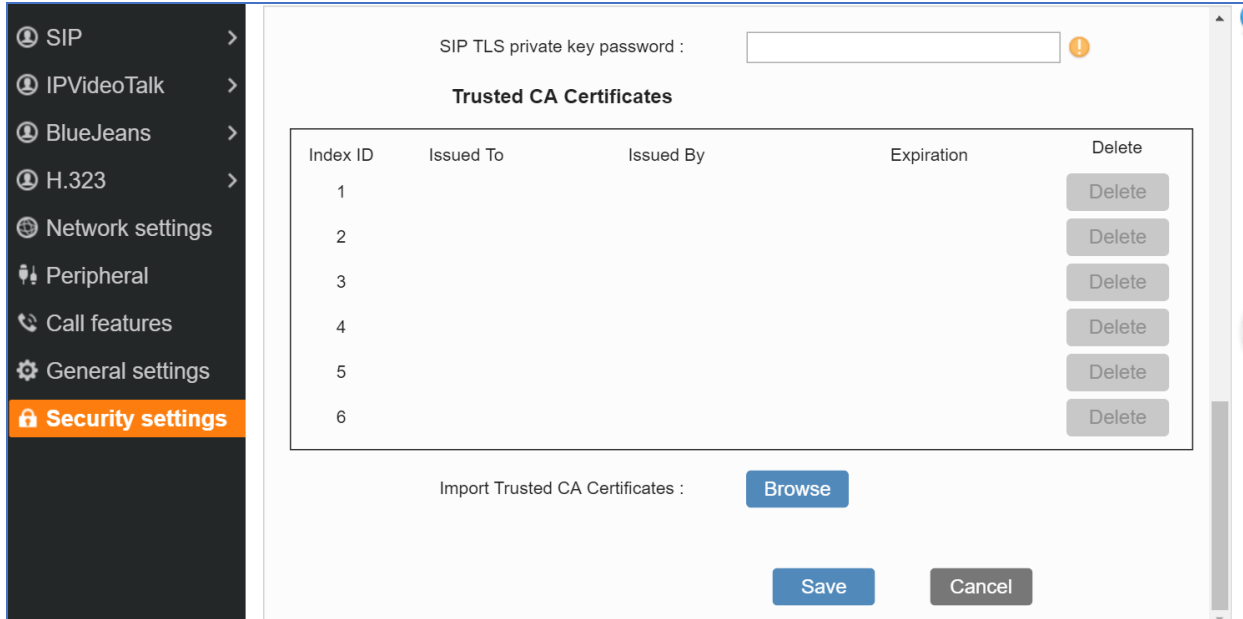 SIP
IPVideoTalk
BlueJeans
H.323
Network settings
Peripheral
Call features
General settings
Security settings
SIP TLS private key password :
Trusted CA Certificates
Index ID Issued To Issued By Expiration Delete
1 Delete
2 Delete
3 Delete
4 Delete
5 Delete
6 Delete
Import Trusted CA Certificates : Browse
Save Cancel